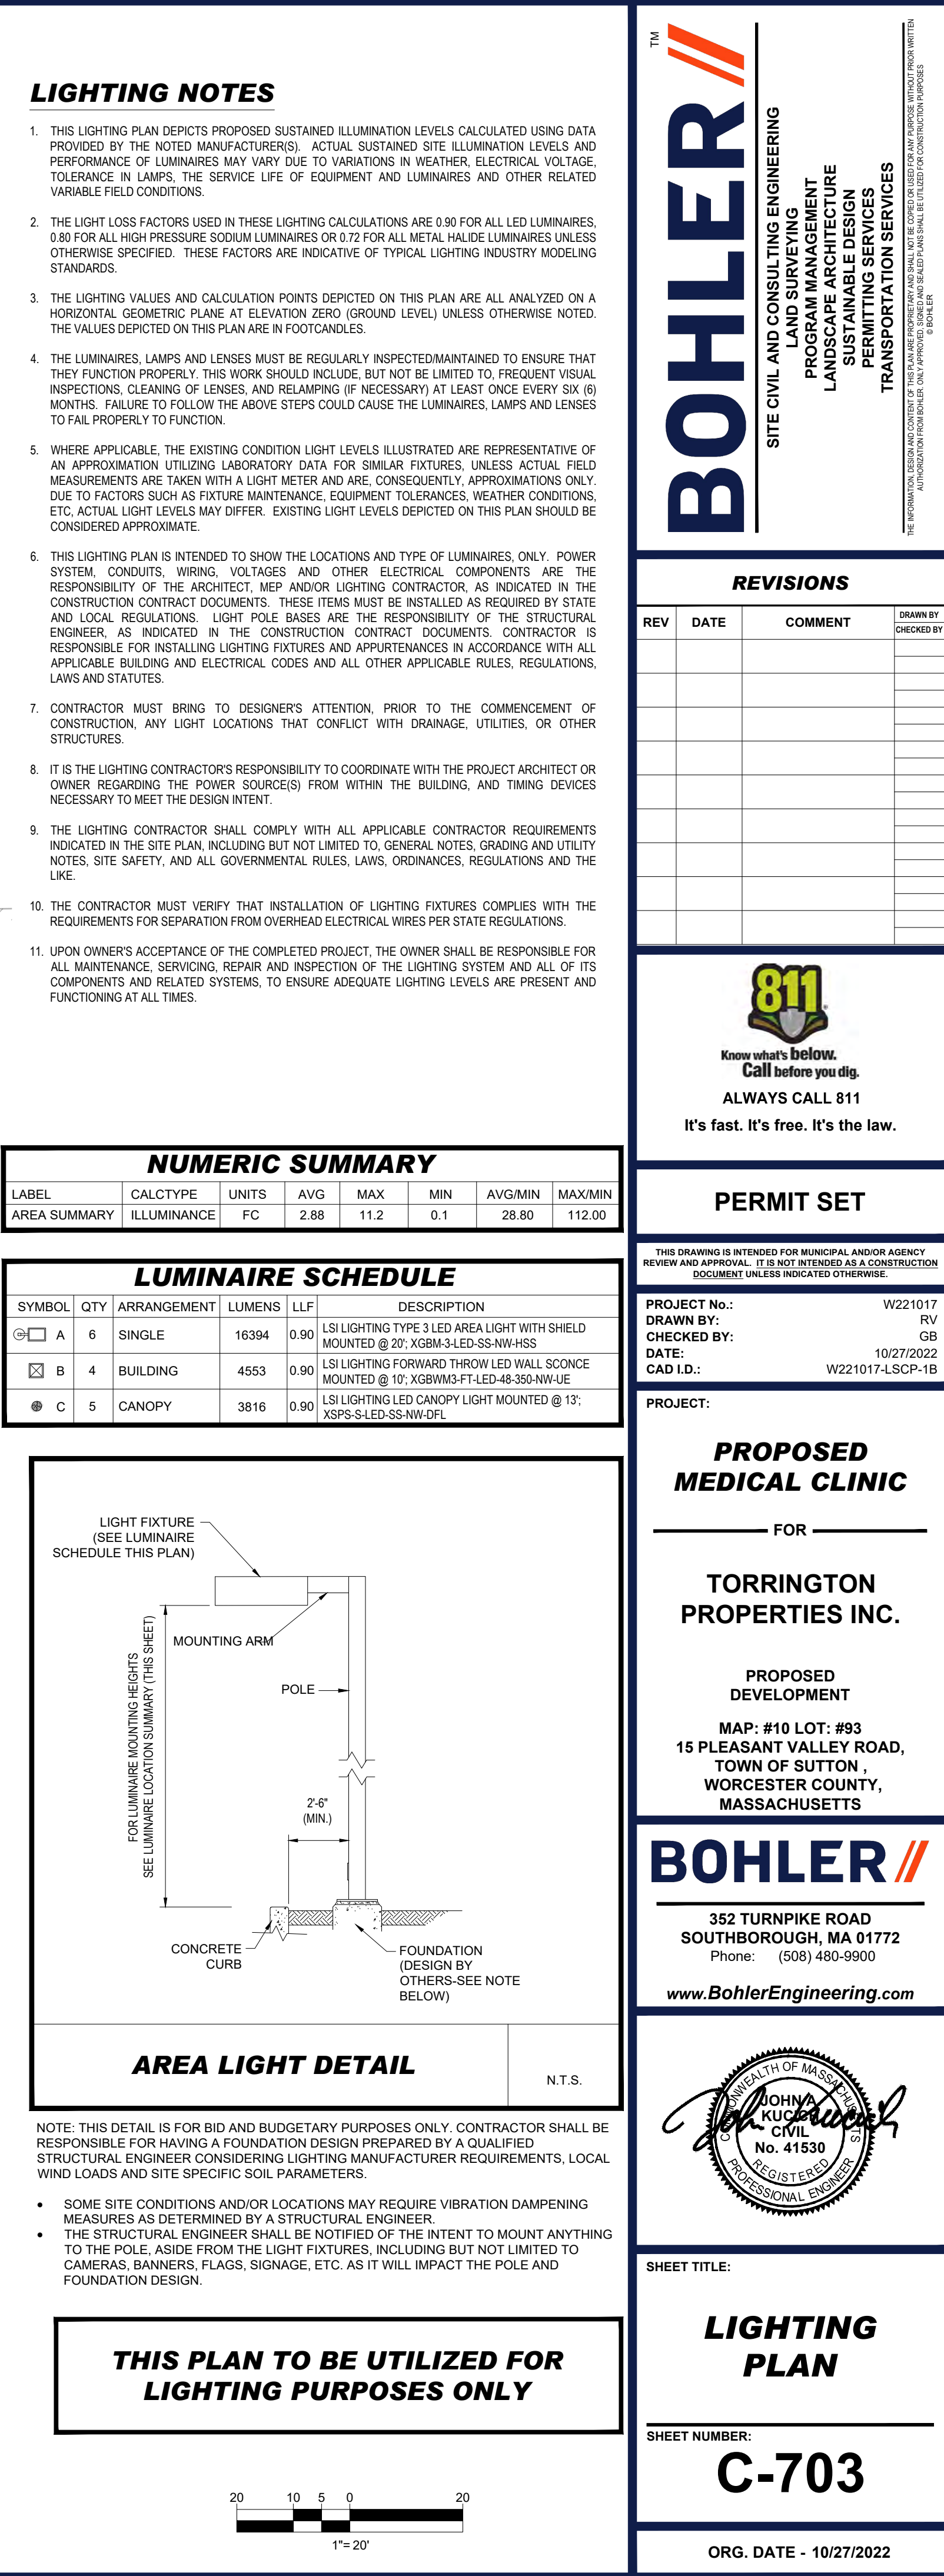 LIGHTING NOTES
1. THIS LIGHTING PLAN DEPICTS PROPOSED SUSTAINED ILLUMINATION LEVELS CALCULATED USING DATA
PROVIDED BY THE NOTED MANUFACTURER(S). ACTUAL SUSTAINED SITE ILLUMINATION LEVELS AND
PERFORMANCE OF LUMINAIRES MAY VARY DUE TO VARIATIONS IN WEATHER, ELECTRICAL VOLTAGE,
TOLERANCE IN LAMPS, THE SERVICE LIFE OF EQUIPMENT AND LUMINAIRES AND OTHER RELATED
VARIABLE FIELD CONDITIONS.
2. THE LIGHT LOSS FACTORS USED IN THESE LIGHTING CALCULATIONS ARE 0.90 FOR ALL LED LUMINAIRES,
0.80 FOR ALL HIGH PRESSURE SODIUM LUMINAIRES OR 0.72 FOR ALL METAL HALIDE LUMINAIRES UNLESS
OTHERWISE SPECIFIED. THESE FACTORS ARE INDICATIVE OF TYPICAL LIGHTING INDUSTRY MODELING
STANDARDS.
3. THE LIGHTING VALUES AND CALCULATION POINTS DEPICTED ON THIS PLAN ARE ALL ANALYZED ON A
HORIZONTAL GEOMETRIC PLANE AT ELEVATION ZERO (GROUND LEVEL) UNLESS OTHERWISE NOTED.
THE VALUES DEPICTED ON THIS PLAN ARE IN FOOTCANDLES.
4. THE LUMINAIRES, LAMPS AND LENSES MUST BE REGULARLY INSPECTED/MAINTAINED TO ENSURE THAT
THEY FUNCTION PROPERLY. THIS WORK SHOULD INCLUDE, BUT NOT BE LIMITED TO, FREQUENT VISUAL
INSPECTIONS, CLEANING OF LENSES, AND RELAMPING (IF NECESSARY) AT LEAST ONCE EVERY SIX (6)
MONTHS. FAILURE TO FOLLOW THE ABOVE STEPS COULD CAUSE THE LUMINAIRES, LAMPS AND LENSES
TO FAIL PROPERLY TO FUNCTION.
5. WHERE APPLICABLE, THE EXISTING CONDITION LIGHT LEVELS ILLUSTRATED ARE REPRESENTATIVE OF
AN APPROXIMATION UTILIZING LABORATORY DATA FOR SIMILAR FIXTURES, UNLESS ACTUAL FIELD
MEASUREMENTS ARE TAKEN WITH A LIGHT METER AND ARE, CONSEQUENTLY, APPROXIMATIONS ONLY.
DUE TO FACTORS SUCH AS FIXTURE MAINTENANCE, EQUIPMENT TOLERANCES, WEATHER CONDITIONS,
ETC, ACTUAL LIGHT LEVELS MAY DIFFER. EXISTING LIGHT LEVELS DEPICTED ON THIS PLAN SHOULD BE
CONSIDERED APPROXIMATE.
6. THIS LIGHTING PLAN IS INTENDED TO SHOW THE LOCATIONS AND TYPE OF LUMINAIRES, ONLY. POWER
SYSTEM, CONDUITS, WIRING, VOLTAGES AND OTHER ELECTRICAL COMPONENTS ARE THE
RESPONSIBILITY OF THE ARCHITECT, MEP AND/OR LIGHTING CONTRACTOR, AS INDICATED IN THE
CONSTRUCTION CONTRACT DOCUMENTS. THESE ITEMS MUST BE INSTALLED AS REQUIRED BY STATE
AND LOCAL REGULATIONS. LIGHT POLE BASES ARE THE RESPONSIBILITY OF THE STRUCTURAL
ENGINEER, AS INDICATED IN THE CONSTRUCTION CONTRACT DOCUMENTS. CONTRACTOR IS
RESPONSIBLE FOR INSTALLING LIGHTING FIXTURES AND APPURTENANCES IN ACCORDANCE WITH ALL
APPLICABLE BUILDING AND ELECTRICAL CODES AND ALL OTHER APPLICABLE RULES, REGULATIONS,
LAWS AND STATUTES.
7. CONTRACTOR MUST BRING TO DESIGNER'S ATTENTION, PRIOR TO THE COMMENCEMENT OF
CONSTRUCTION, ANY LIGHT LOCATIONS THAT CONFLICT WITH DRAINAGE, UTILITIES, OR OTHER
STRUCTURES.
8. IT IS THE LIGHTING CONTRACTOR'S RESPONSIBILITY TO COORDINATE WITH THE PROJECT ARCHITECT OR
OWNER REGARDING THE POWER SOURCE(S) FROM WITHIN THE BUILDING, AND TIMING DEVICES
NECESSARY TO MEET THE DESIGN INTENT.
9. THE LIGHTING CONTRACTOR SHALL COMPLY WITH ALL APPLICABLE CONTRACTOR REQUIREMENTS
INDICATED IN THE SITE PLAN, INCLUDING BUT NOT LIMITED TO, GENERAL NOTES, GRADING AND UTILITY
NOTES, SITE SAFETY, AND ALL GOVERNMENTAL RULES, LAWS, ORDINANCES, REGULATIONS AND THE
LIKE.
10. THE CONTRACTOR MUST VERIFY THAT INSTALLATION OF LIGHTING FIXTURES COMPLIES WITH THE
REQUIREMENTS FOR SEPARATION FROM OVERHEAD ELECTRICAL WIRES PER STATE REGULATIONS.
11. UPON OWNER'S ACCEPTANCE OF THE COMPLETED PROJECT, THE OWNER SHALL BE RESPONSIBLE FOR
ALL MAINTENANCE, SERVICING, REPAIR AND INSPECTION OF THE LIGHTING SYSTEM AND ALL OF ITS
COMPONENTS AND RELATED SYSTEMS, TO ENSURE ADEQUATE LIGHTING LEVELS ARE PRESENT AND
FUNCTIONING AT ALL TIMES.
NUMERIC SUMMARY
LABEL CALCTYPE UNITS AVG MAX MIN AVG/MIN MAX/MIN
AREA SUMMARY ILLUMINANCE FC 2.88 11.2 0.1 28.80 112.00
LUMINAIRE SCHEDULE
SYMBOL QTY ARRANGEMENT LUMENS LLF DESCRIPTION
A 6 SINGLE 16394 0.90 LSI LIGHTING TYPE 3 LED AREA LIGHT WITH SHIELD
MOUNTED @ 20'; XGBM-3-LED-SS-NW-HSS
B 4 BUILDING 4553 0.90 LSI LIGHTING FORWARD THROW LED WALL SCONCE
MOUNTED @ 10'; XGBWM3-FT-LED-48-350-NW-UE
C 5 CANOPY 3816 0.90 LSI LIGHTING LED CANOPY LIGHT MOUNTED @ 13';
XSPS-S-LED-SS-NW-DFL
LIGHT FIXTURE
(SEE LUMINAIRE
SCHEDULE THIS PLAN)
MOUNTING ARM
POLE
FOR LUMINAIRE MOUNTING HEIGHTS
SEE LUMINAIRE LOCATION SUMMARY (THIS SHEET)
2'-6"
(MIN.)
CONCRETE
CURB
FOUNDATION
(DESIGN BY
OTHERS-SEE NOTE
BELOW)
AREA LIGHT DETAIL
N.T.S.
NOTE: THIS DETAIL IS FOR BID AND BUDGETARY PURPOSES ONLY. CONTRACTOR SHALL BE
RESPONSIBLE FOR HAVING A FOUNDATION DESIGN PREPARED BY A QUALIFIED
STRUCTURAL ENGINEER CONSIDERING LIGHTING MANUFACTURER REQUIREMENTS, LOCAL
WIND LOADS AND SITE SPECIFIC SOIL PARAMETERS.
• SOME SITE CONDITIONS AND/OR LOCATIONS MAY REQUIRE VIBRATION DAMPENING
MEASURES AS DETERMINED BY A STRUCTURAL ENGINEER.
• THE STRUCTURAL ENGINEER SHALL BE NOTIFIED OF THE INTENT TO MOUNT ANYTHING
TO THE POLE, ASIDE FROM THE LIGHT FIXTURES, INCLUDING BUT NOT LIMITED TO
CAMERAS, BANNERS, FLAGS, SIGNAGE, ETC. AS IT WILL IMPACT THE POLE AND
FOUNDATION DESIGN.
THIS PLAN TO BE UTILIZED FOR
LIGHTING PURPOSES ONLY
20 10 5 0 20
1"= 20'
BOHLER//
TM
SITE CIVIL AND CONSULTING ENGINEERING
LAND SURVEYING
PROGRAM MANAGEMENT
LANDSCAPE ARCHITECTURE
SUSTAINABLE DESIGN
PERMITTING SERVICES
TRANSPORTATION SERVICES
THE INFORMATION, DESIGN AND CONTENT OF THIS PLAN ARE PROPRIETARY AND SHALL NOT BE COPIED OR USED FOR ANY PURPOSE WITHOUT PRIOR WRITTEN
AUTHORIZATION FROM BOHLER. ONLY APPROVED, SIGNED AND SEALED PLANS SHALL BE UTILIZED FOR CONSTRUCTION PURPOSES
© BOHLER
REVISIONS
REV DATE COMMENT DRAWN BY
CHECKED BY
811
Know what's below.
Call before you dig.
ALWAYS CALL 811
It's fast. It's free. It's the law.
PERMIT SET
THIS DRAWING IS INTENDED FOR MUNICIPAL AND/OR AGENCY
REVIEW AND APPROVAL. IT IS NOT INTENDED AS A CONSTRUCTION
DOCUMENT UNLESS INDICATED OTHERWISE.
PROJECT No.: W221017
DRAWN BY: RV
CHECKED BY: GB
DATE: 10/27/2022
CAD I.D.: W221017-LSCP-1B
PROJECT:
PROPOSED
MEDICAL CLINIC
FOR
TORRINGTON
PROPERTIES INC.
PROPOSED
DEVELOPMENT
MAP: #10 LOT: #93
15 PLEASANT VALLEY ROAD,
TOWN OF SUTTON ,
WORCESTER COUNTY,
MASSACHUSETTS
BOHLER//
352 TURNPIKE ROAD
SOUTHBOROUGH, MA 01772
Phone: (508) 480-9900
www.BohlerEngineering.com
COMMONWEALTH OF MASSACHUSETTS
JOHN A.
CIVIL
No. 41530
REGISTERED
PROFESSIONAL ENGINEER
SHEET TITLE:
LIGHTING
PLAN
SHEET NUMBER:
C-703
ORG. DATE - 10/27/2022